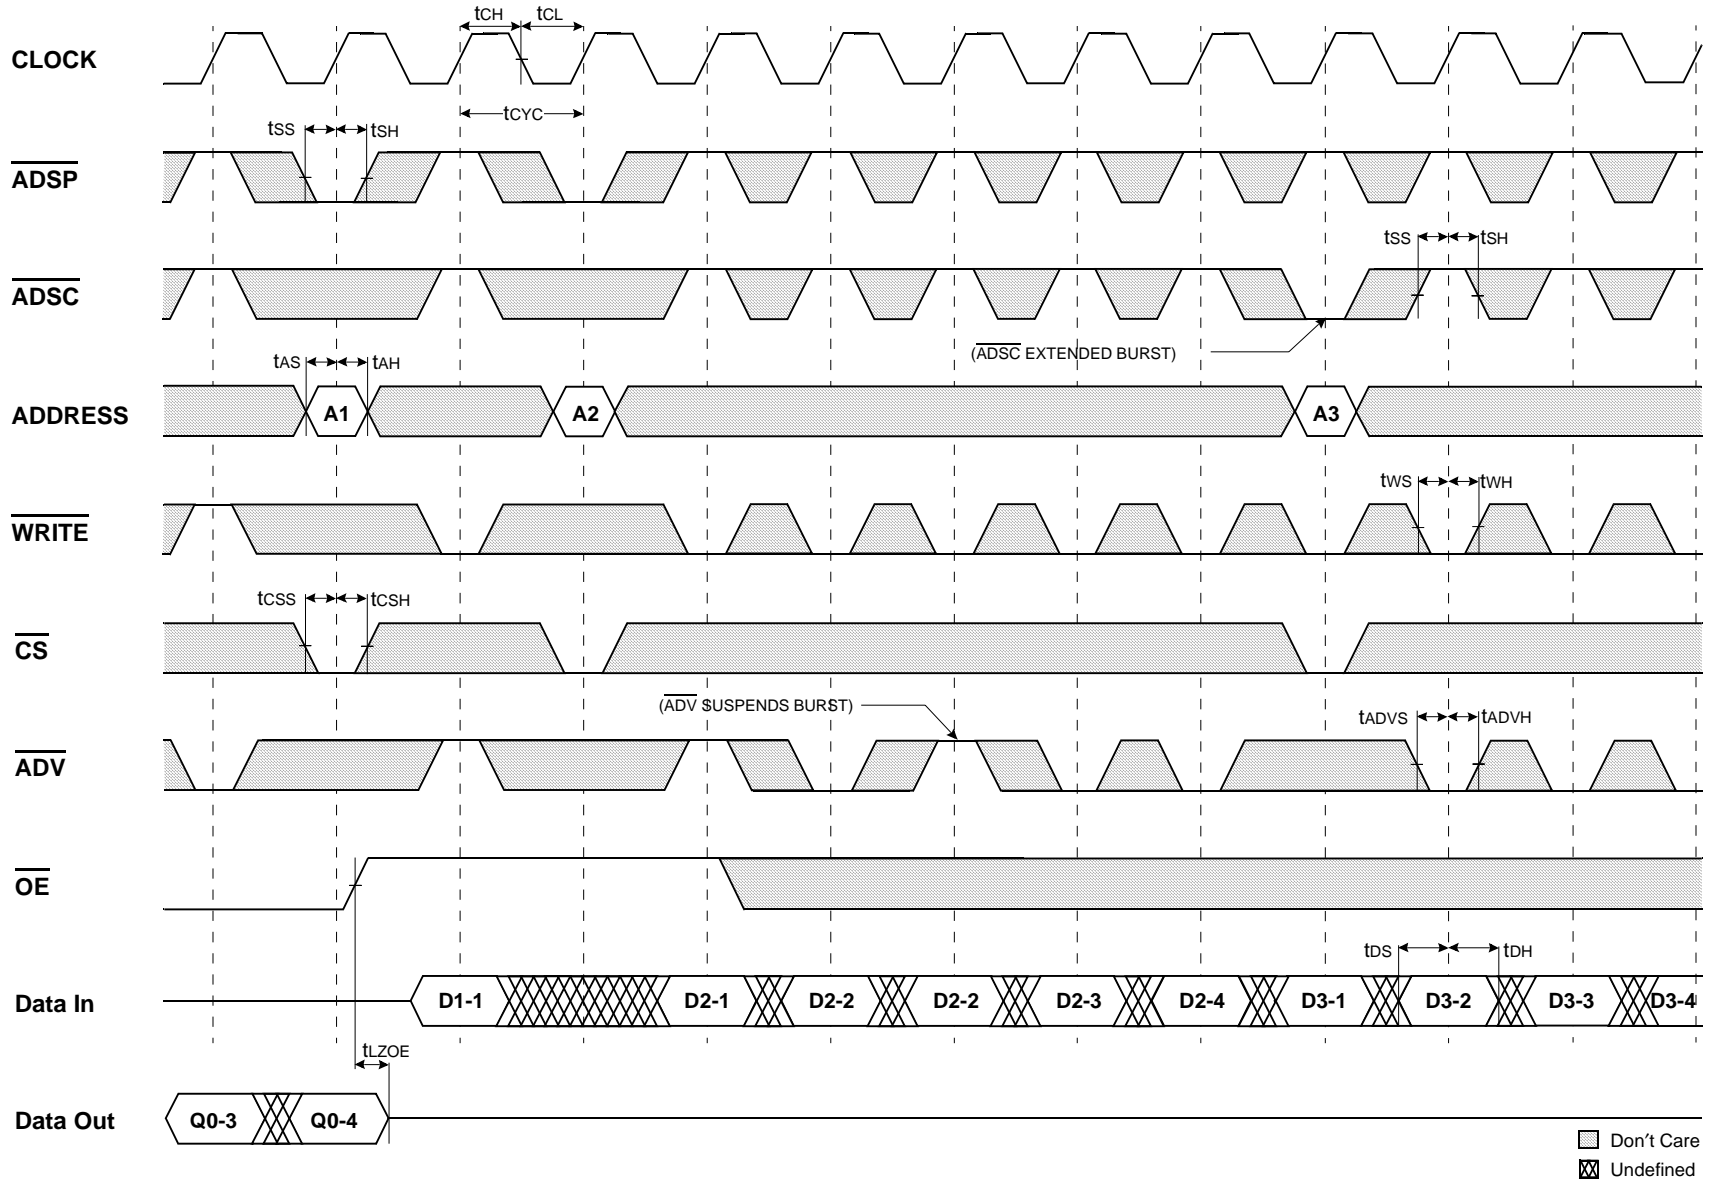 tCH tCL
CLOCK
tCYC
tSS tSH
ADSP
tSS tSH
ADSC
(ADSC EXTENDED BURST)
tAS tAH
ADDRESS A1 A2 A3
tWS tWH
WRITE
tCSS tCSH
CS
(ADV SUSPENDS BURST)
tADVS tADVH
ADV
OE
tDS tDH
Data In D1-1 D2-1 D2-2 D2-2 D2-3 D2-4 D3-1 D3-2 D3-3 D3-4
tLZOE
Data Out Q0-3 Q0-4
Don′t Care
Undefined